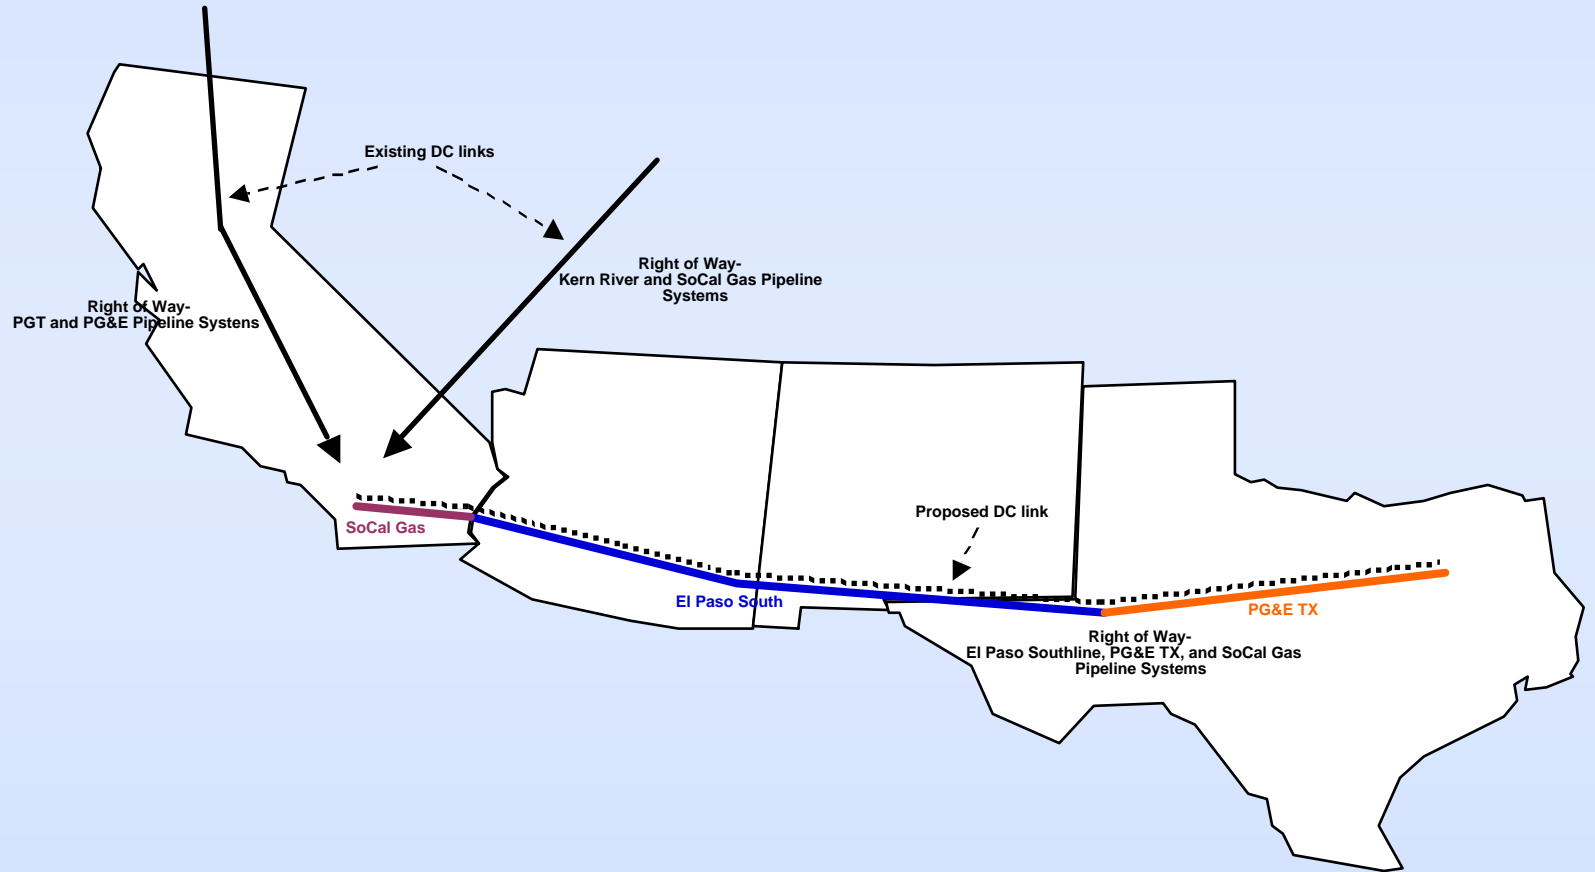 Existing DC links
Right of Way-
Kern River and SoCal Gas Pipeline
Systems
Right of Way-
PGT and PG&E Pipeline Systens
Proposed DC link
SoCal Gas
El Paso South
PG&E TX
Right of Way-
El Paso Southline, PG&E TX, and SoCal Gas
Pipeline Systems